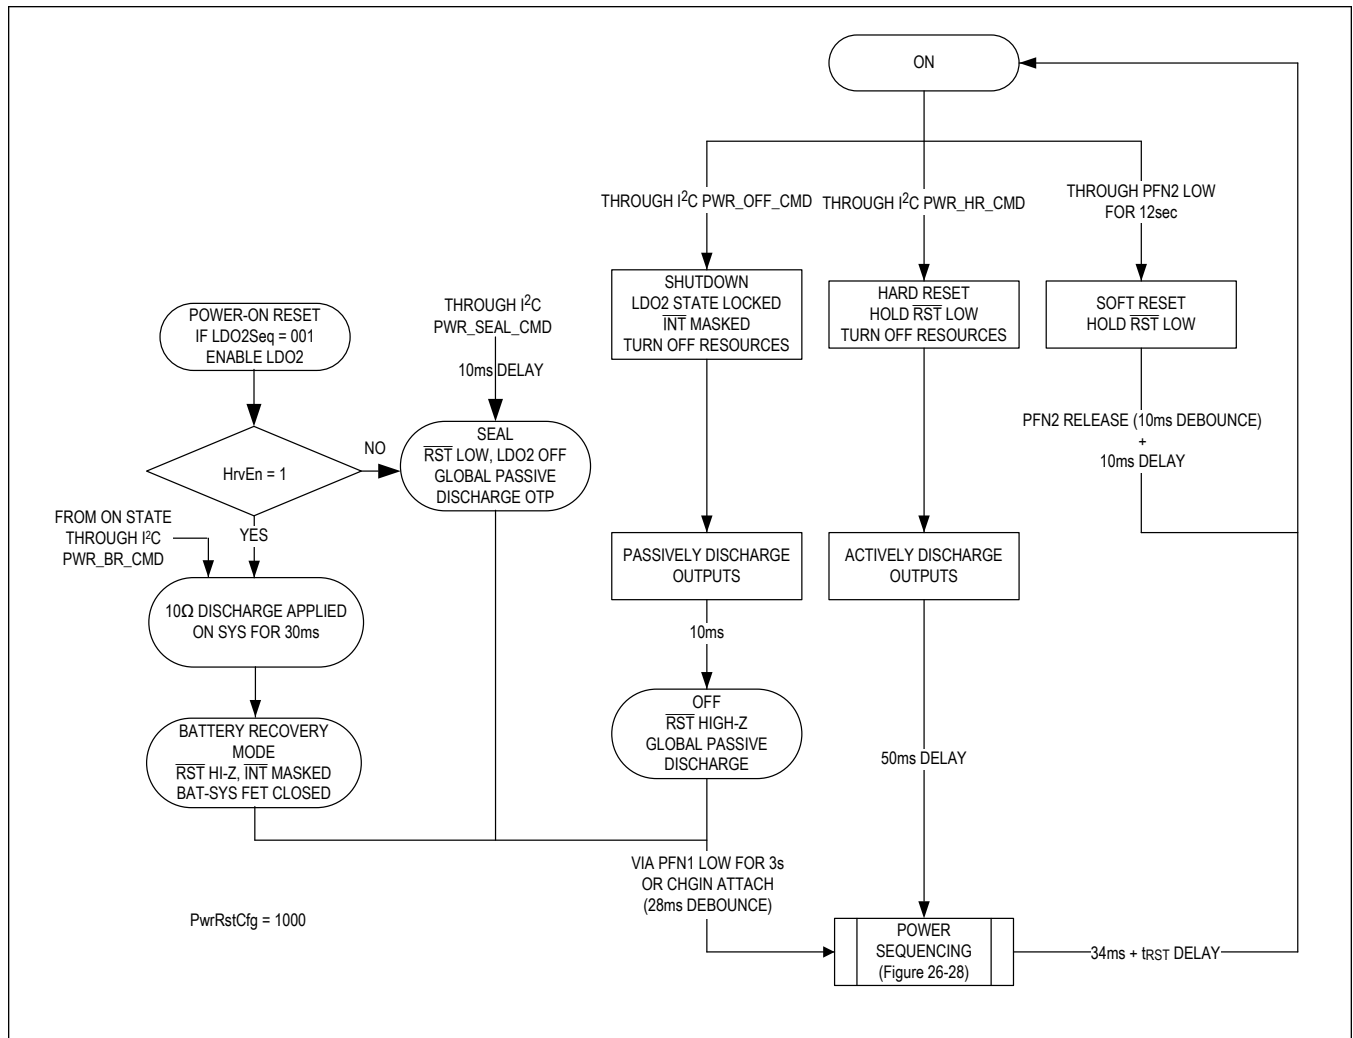 ON
THROUGH I²C PWR_OFF_CMD
THROUGH I²C PWR_HR_CMD
THROUGH PFN2 LOW
FOR 12sec
SHUTDOWN
LDO2 STATE LOCKED
INT MASKED
TURN OFF RESOURCES
HARD RESET
HOLD RST LOW
TURN OFF RESOURCES
SOFT RESET
HOLD RST LOW
POWER-ON RESET
IF LDO2Seq = 001
ENABLE LDO2
THROUGH I²C
PWR_SEAL_CMD
10ms DELAY
PFN2 RELEASE (10ms DEBOUNCE)
+
10ms DELAY
HrvEn = 1
NO
YES
SEAL
RST LOW, LDO2 OFF
GLOBAL PASSIVE
DISCHARGE OTP
FROM ON STATE
THROUGH I²C
PWR_BR_CMD
PASSIVELY DISCHARGE
OUTPUTS
ACTIVELY DISCHARGE
OUTPUTS
10Ω DISCHARGE APPLIED
ON SYS FOR 30ms
10ms
OFF
RST HIGH-Z
GLOBAL PASSIVE
DISCHARGE
BATTERY RECOVERY
MODE
RST HI-Z, INT MASKED
BAT-SYS FET CLOSED
50ms DELAY
VIA PFN1 LOW FOR 3s
OR CHGIN ATTACH
(28ms DEBOUNCE)
PwrRstCfg = 1000
POWER
SEQUENCING
(Figure 26-28)
34ms + tRST DELAY